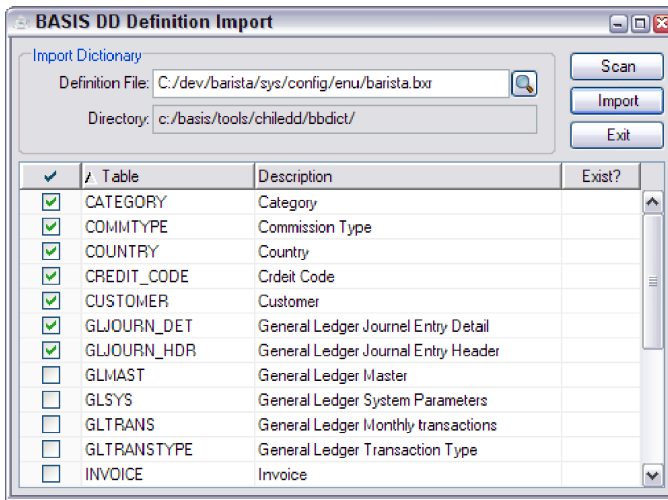 BASIS DD Definition Import
Import Dictionary
Definition File: C:/dev/barista/sys/config/enu/barista.bxr
Directory: c:/basis/tools/chiledd/bbdict/
Scan
Import
Exit
Table Description Exist?
CATEGORY Category
COMMTYPE Commission Type
COUNTRY Country
CREDIT_CODE Crdeit Code
CUSTOMER Customer
GLJOURN_DET General Ledger Journel Entry Detail
GLJOURN_HDR General Ledger Journal Entry Header
GLMAST General Ledger Master
GLSYS General Ledger System Parameters
GLTRANS General Ledger Monthly transactions
GLTRANSTYPE General Ledger Transaction Type
INVOICE Invoice